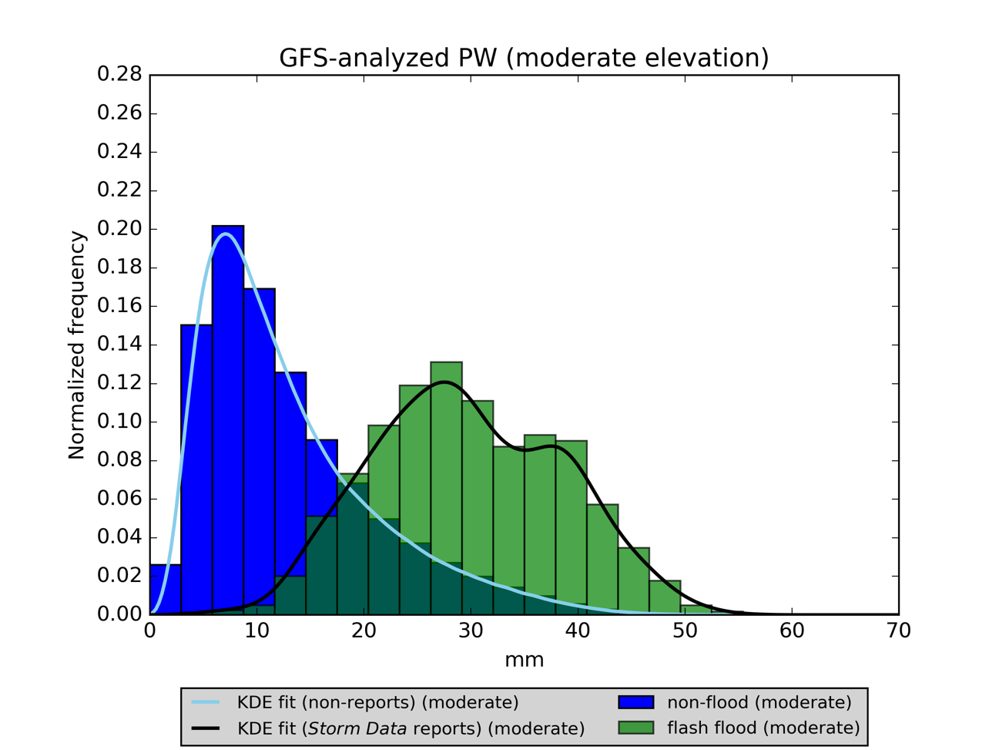 GFS-analyzed PW (moderate elevation)
0.28
0.26
0.24
0.22
0.20
0.18
0.16
0.14
0.12
0.10
0.08
0.06
0.04
0.02
0.00
Normalized frequency
0 10 20 30 40 50 60 70
mm
KDE fit (non-reports) (moderate)
KDE fit (Storm Data reports) (moderate)
non-flood (moderate)
flash flood (moderate)